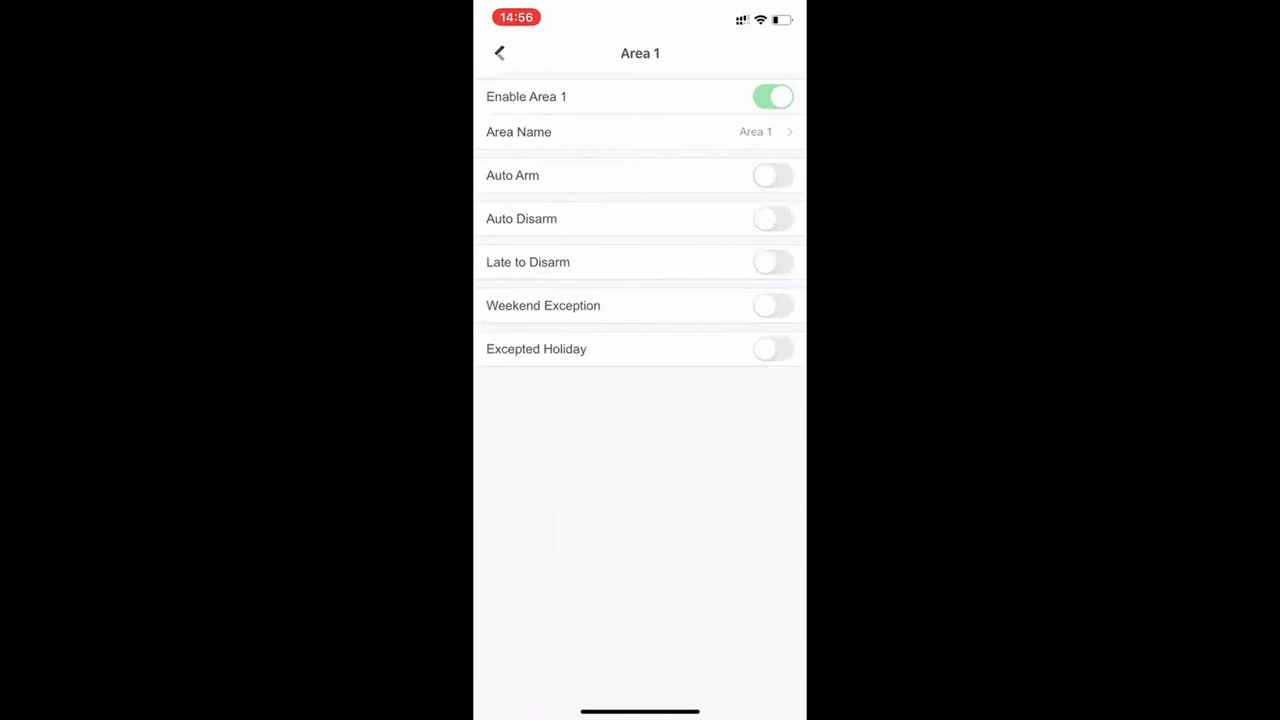 14:56
Area 1
Enable Area 1
Area Name Area 1
Auto Arm
Auto Disarm
Late to Disarm
Weekend Exception
Excepted Holiday